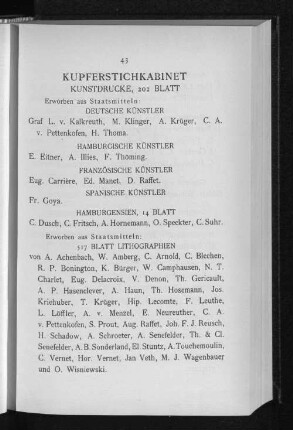 43
KUPFERSTICHKABINET
KUNSTDRUCKE, 202 BLATT
Erworben aus Staatsmitteln:
DEUTSCHE KÜNSTLER
Graf L. v. Kalkreuth, M. Klinger, A. Krüger, C. A.
v. Pettenkofen, H. Thoma.
HAMBURGISCHE KÜNSTLER
E. Eitner, A. Illies, F. Thöming.
FRANZÖSISCHE KÜNSTLER
Eug. Carrière, Ed. Manet, D. Raffet.
SPANISCHE KÜNSTLER
Fr. Goya.
HAMBURGENSIEN, 14 BLATT
C. Dusch, C. Fritsch, A. Hornemann, O. Speckter, C. Suhr.
Erworben aus Staatsmitteln:
517 BLATT LITHOGRAPHIEN
von A. Achenbach, W. Amberg, C. Arnold, C. Blechen,
R. P. Bonington, K. Bürger, W. Camphausen, N. T.
Charlet, Eug. Delacroix, V. Denon, Th. Gericault,
A. P. Hasenclever, A. Haun, Th. Hosemann, Jos.
Kriehuber, T. Krüger, Hip. Lecomte, F. Leuthe,
L. Löffler, A. v. Menzel, E. Neureuther, C. A.
v. Pettenkofen, S. Prout, Aug. Raffet, Joh. F. J. Reusch,
H. Schadow, A. Schroeter, A. Senefelder, Th. & Cl.
Senefelder, A. B. Sonderland, El. Stuntz, A. Touchemoulin,
C. Vernet, Hor. Vernet, Jan Veth, M. J. Wagenbauer
und O. Wisniewski.